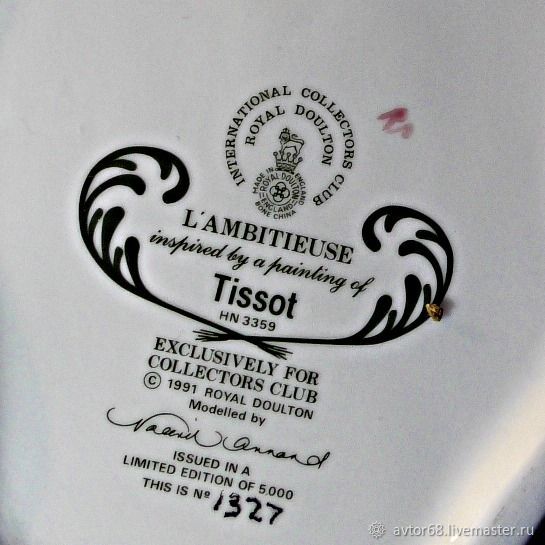 INTERNATIONAL COLLECTORS CLUB
ROYAL DOULTON
MADE IN ENGLAND
ROYAL DOULTON
ENGLAND
BONE CHINA
L'AMBITIEUSE
inspired by a painting of
Tissot
HN 3359
EXCLUSIVELY FOR
COLLECTORS CLUB
© 1991 ROYAL DOULTON
Modelled by
ISSUED IN A
LIMITED EDITION OF 5.000
THIS IS Nº 1327
avtor68.livemaster.ru